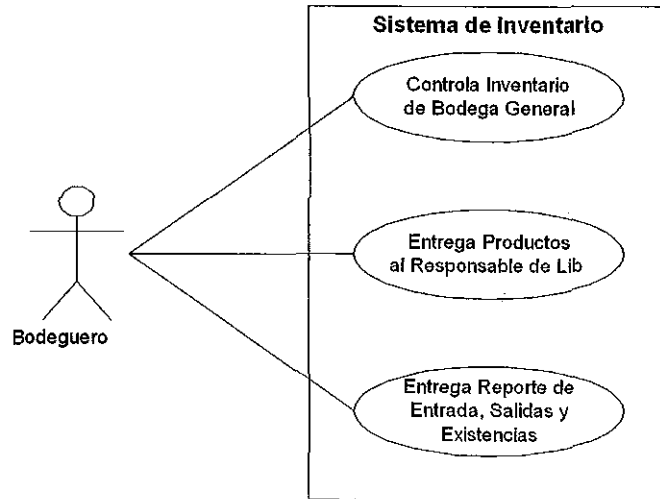 Sistema de Inventario
Controla Inventario
de Bodega General
Entrega Productos
al Responsable de Lib
Bodeguero
Entrega Reporte de
Entrada, Salidas y
Existencias